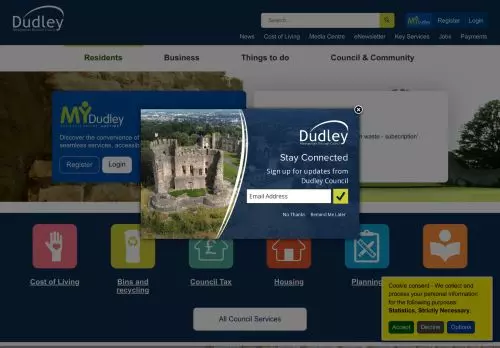 Dudley
Metropolitan Borough Council
Search...
MyDudley
Register
Login
News
Cost of Living
Media Centre
eNewsletter
Key Services
Jobs
Payments
Residents
Business
Things to do
Council & Community
MY Dudley
Discover the convenience of
seamless services, accessib
Register
Login
n waste - subscription'
Dudley
Metropolitan Borough Council
Stay Connected
Sign up for updates from
Dudley Council
Email Address
No Thanks
Remind Me Later
Cost of Living
Bins and
recycling
Council Tax
Housing
Planning
All Council Services
Cookie consent - We collect and
process your personal information
for the following purposes:
Statistics, Strictly Necessary.
Accept
Decline
Options